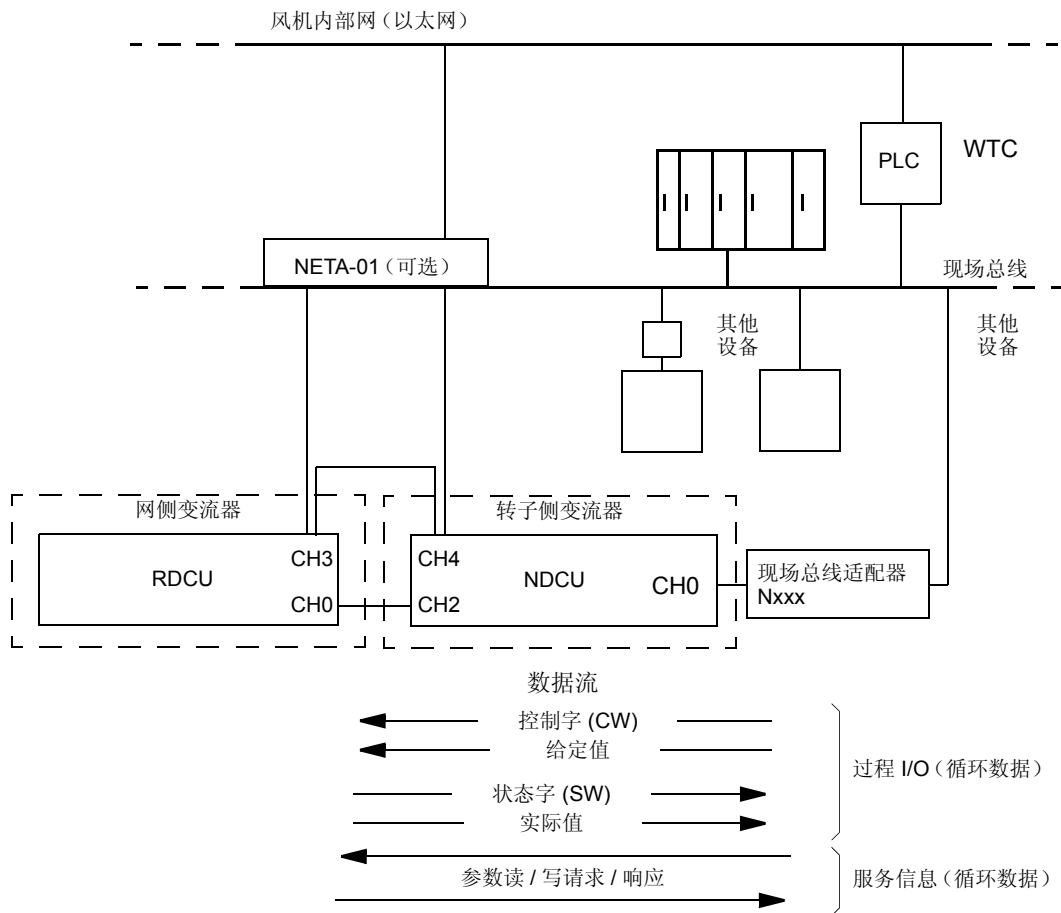 风机内部网（以太网）
PLC
WTC
NETA-01（可选）
现场总线
其他
设备
其他
设备
网侧变流器
转子侧变流器
RDCU
CH3
CH0
CH4
CH2
NDCU
CH0
现场总线适配器
Nxxx
数据流
控制字 (CW)
给定值
状态字 (SW)
实际值
过程 I/O（循环数据）
参数读 / 写请求 / 响应
服务信息（循环数据）